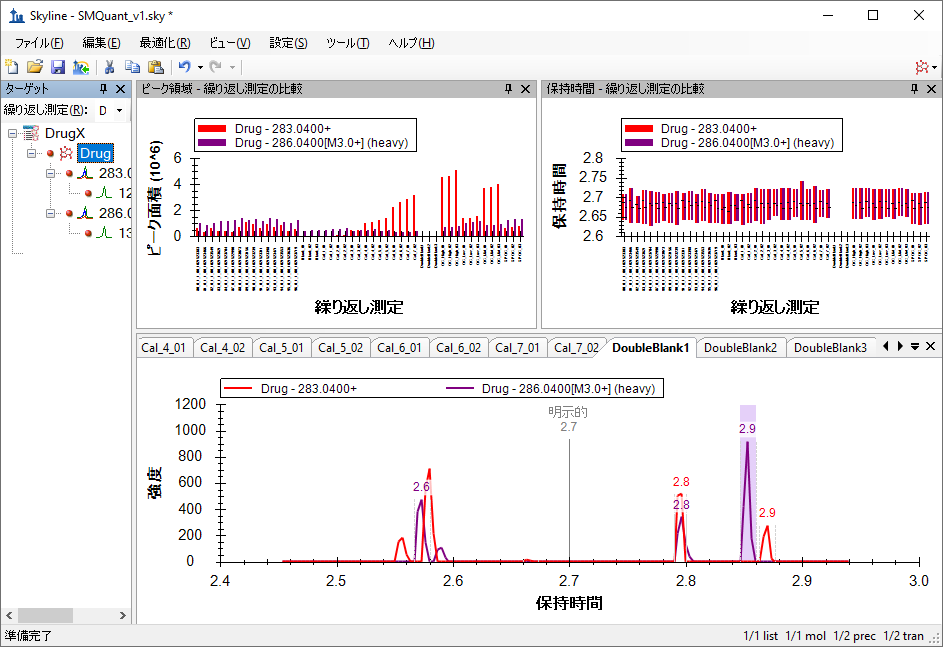 Skyline - SMQuant_v1.sky *
ファイル(F) 編集(E) 最適化(R) ビュー(V) 設定(S) ツール(T) ヘルプ(H)
ターゲット
繰り返し測定(R): D
DrugX
Drug
283.0
12
286.0
13
ピーク領域 - 繰り返し測定の比較
Drug - 283.0400+
Drug - 286.0400[M3.0+] (heavy)
ピーク面積 (10^6)
6
4
2
0
繰り返し測定
保持時間 - 繰り返し測定の比較
Drug - 283.0400+
Drug - 286.0400[M3.0+] (heavy)
保持時間
2.8
2.75
2.7
2.65
2.6
繰り返し測定
Cal_4_01 Cal_4_02 Cal_5_01 Cal_5_02 Cal_6_01 Cal_6_02 Cal_7_01 Cal_7_02 DoubleBlank1 DoubleBlank2 DoubleBlank3
Drug - 283.0400+ Drug - 286.0400[M3.0+] (heavy)
強度
1200
1000
800
600
400
200
0
明示的
2.7
2.6
2.8
2.8
2.9
2.9
2.4 2.5 2.6 2.7 2.8 2.9 3.0
保持時間
準備完了
1/1 list 1/1 mol 1/2 prec 1/2 tran